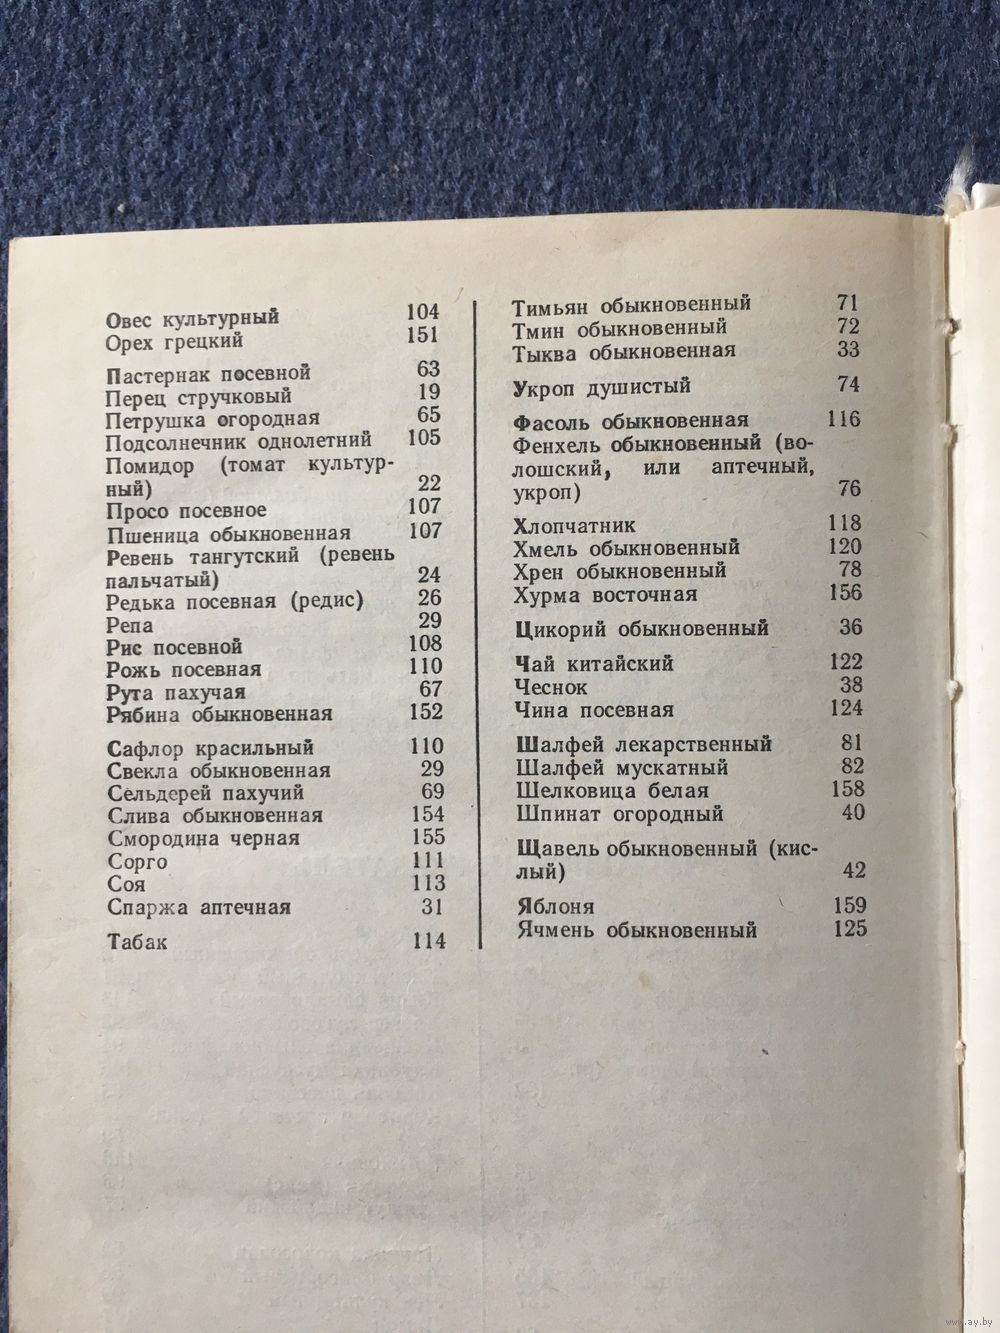 Овес культурный 104
Орех грецкий 151
Пастернак посевной 63
Перец стручковый 19
Петрушка огородная 65
Подсолнечник однолетний 105
Помидор (томат культур-
ный) 22
Просо посевное 107
Пшеница обыкновенная 107
Ревень тангутский (ревень
пальчатый) 24
Редька посевная (редис) 26
Репа 29
Рис посевной 108
Рожь посевная 110
Рута пахучая 67
Рябина обыкновенная 152
Сафлор красильный 110
Свекла обыкновенная 29
Сельдерей пахучий 69
Слива обыкновенная 154
Смородина черная 155
Сорго 111
Соя 113
Спаржа аптечная 31
Табак 114
Тимьян обыкновенный 71
Тмин обыкновенный 72
Тыква обыкновенная 33
Укроп душистый 74
Фасоль обыкновенная 116
Фенхель обыкновенный (во-
лошский, или аптечный,
укроп) 76
Хлопчатник 118
Хмель обыкновенный 120
Хрен обыкновенный 78
Хурма восточная 156
Цикорий обыкновенный 36
Чай китайский 122
Чеснок 38
Чина посевная 124
Шалфей лекарственный 81
Шалфей мускатный 82
Шелковица белая 158
Шпинат огородный 40
Щавель обыкновенный (кис-
лый) 42
Яблоня 159
Ячмень обыкновенный 125
www.ay.by